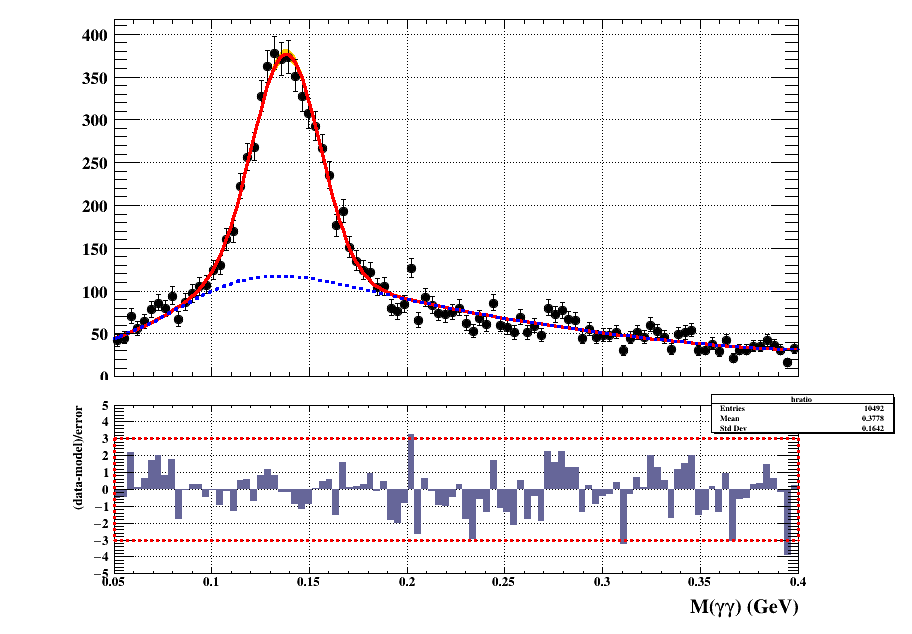 400
350
300
250
200
150
100
50
0
(data-model)/error
5
4
3
2
1
0
−1
−2
−3
−4
−5
hratio
Entries 10492
Mean 0.3778
Std Dev 0.1642
0.05 0.1 0.15 0.2 0.25 0.3 0.35 0.4
M(γγ) (GeV)